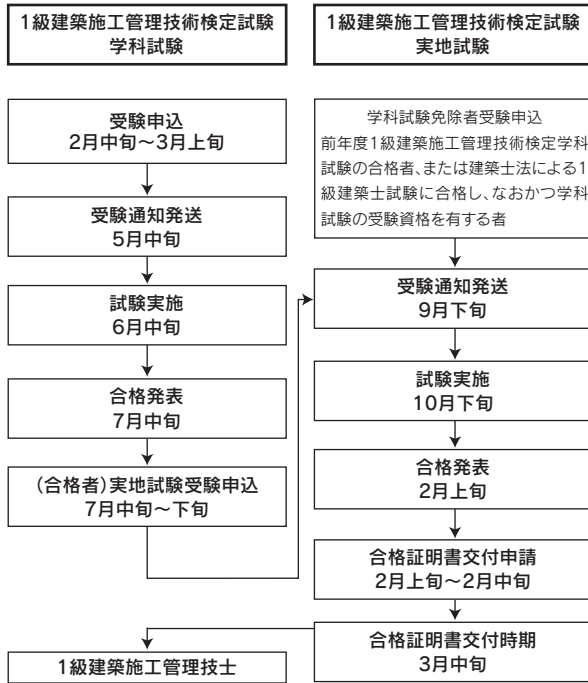 1級建築施工管理技術検定試験
学科試験
受験申込
2月中旬～3月上旬
受験通知発送
5月中旬
試験実施
6月中旬
合格発表
7月中旬
(合格者)実地試験受験申込
7月中旬～下旬
1級建築施工管理技士
1級建築施工管理技術検定試験
実地試験
学科試験免除者受験申込
前年度1級建築施工管理技術検定学科
試験の合格者、または建築士法による1
級建築士試験に合格し、なおかつ学科
試験の受験資格を有する者
受験通知発送
9月下旬
試験実施
10月下旬
合格発表
2月上旬
合格証明書交付申請
2月上旬～2月中旬
合格証明書交付時期
3月中旬